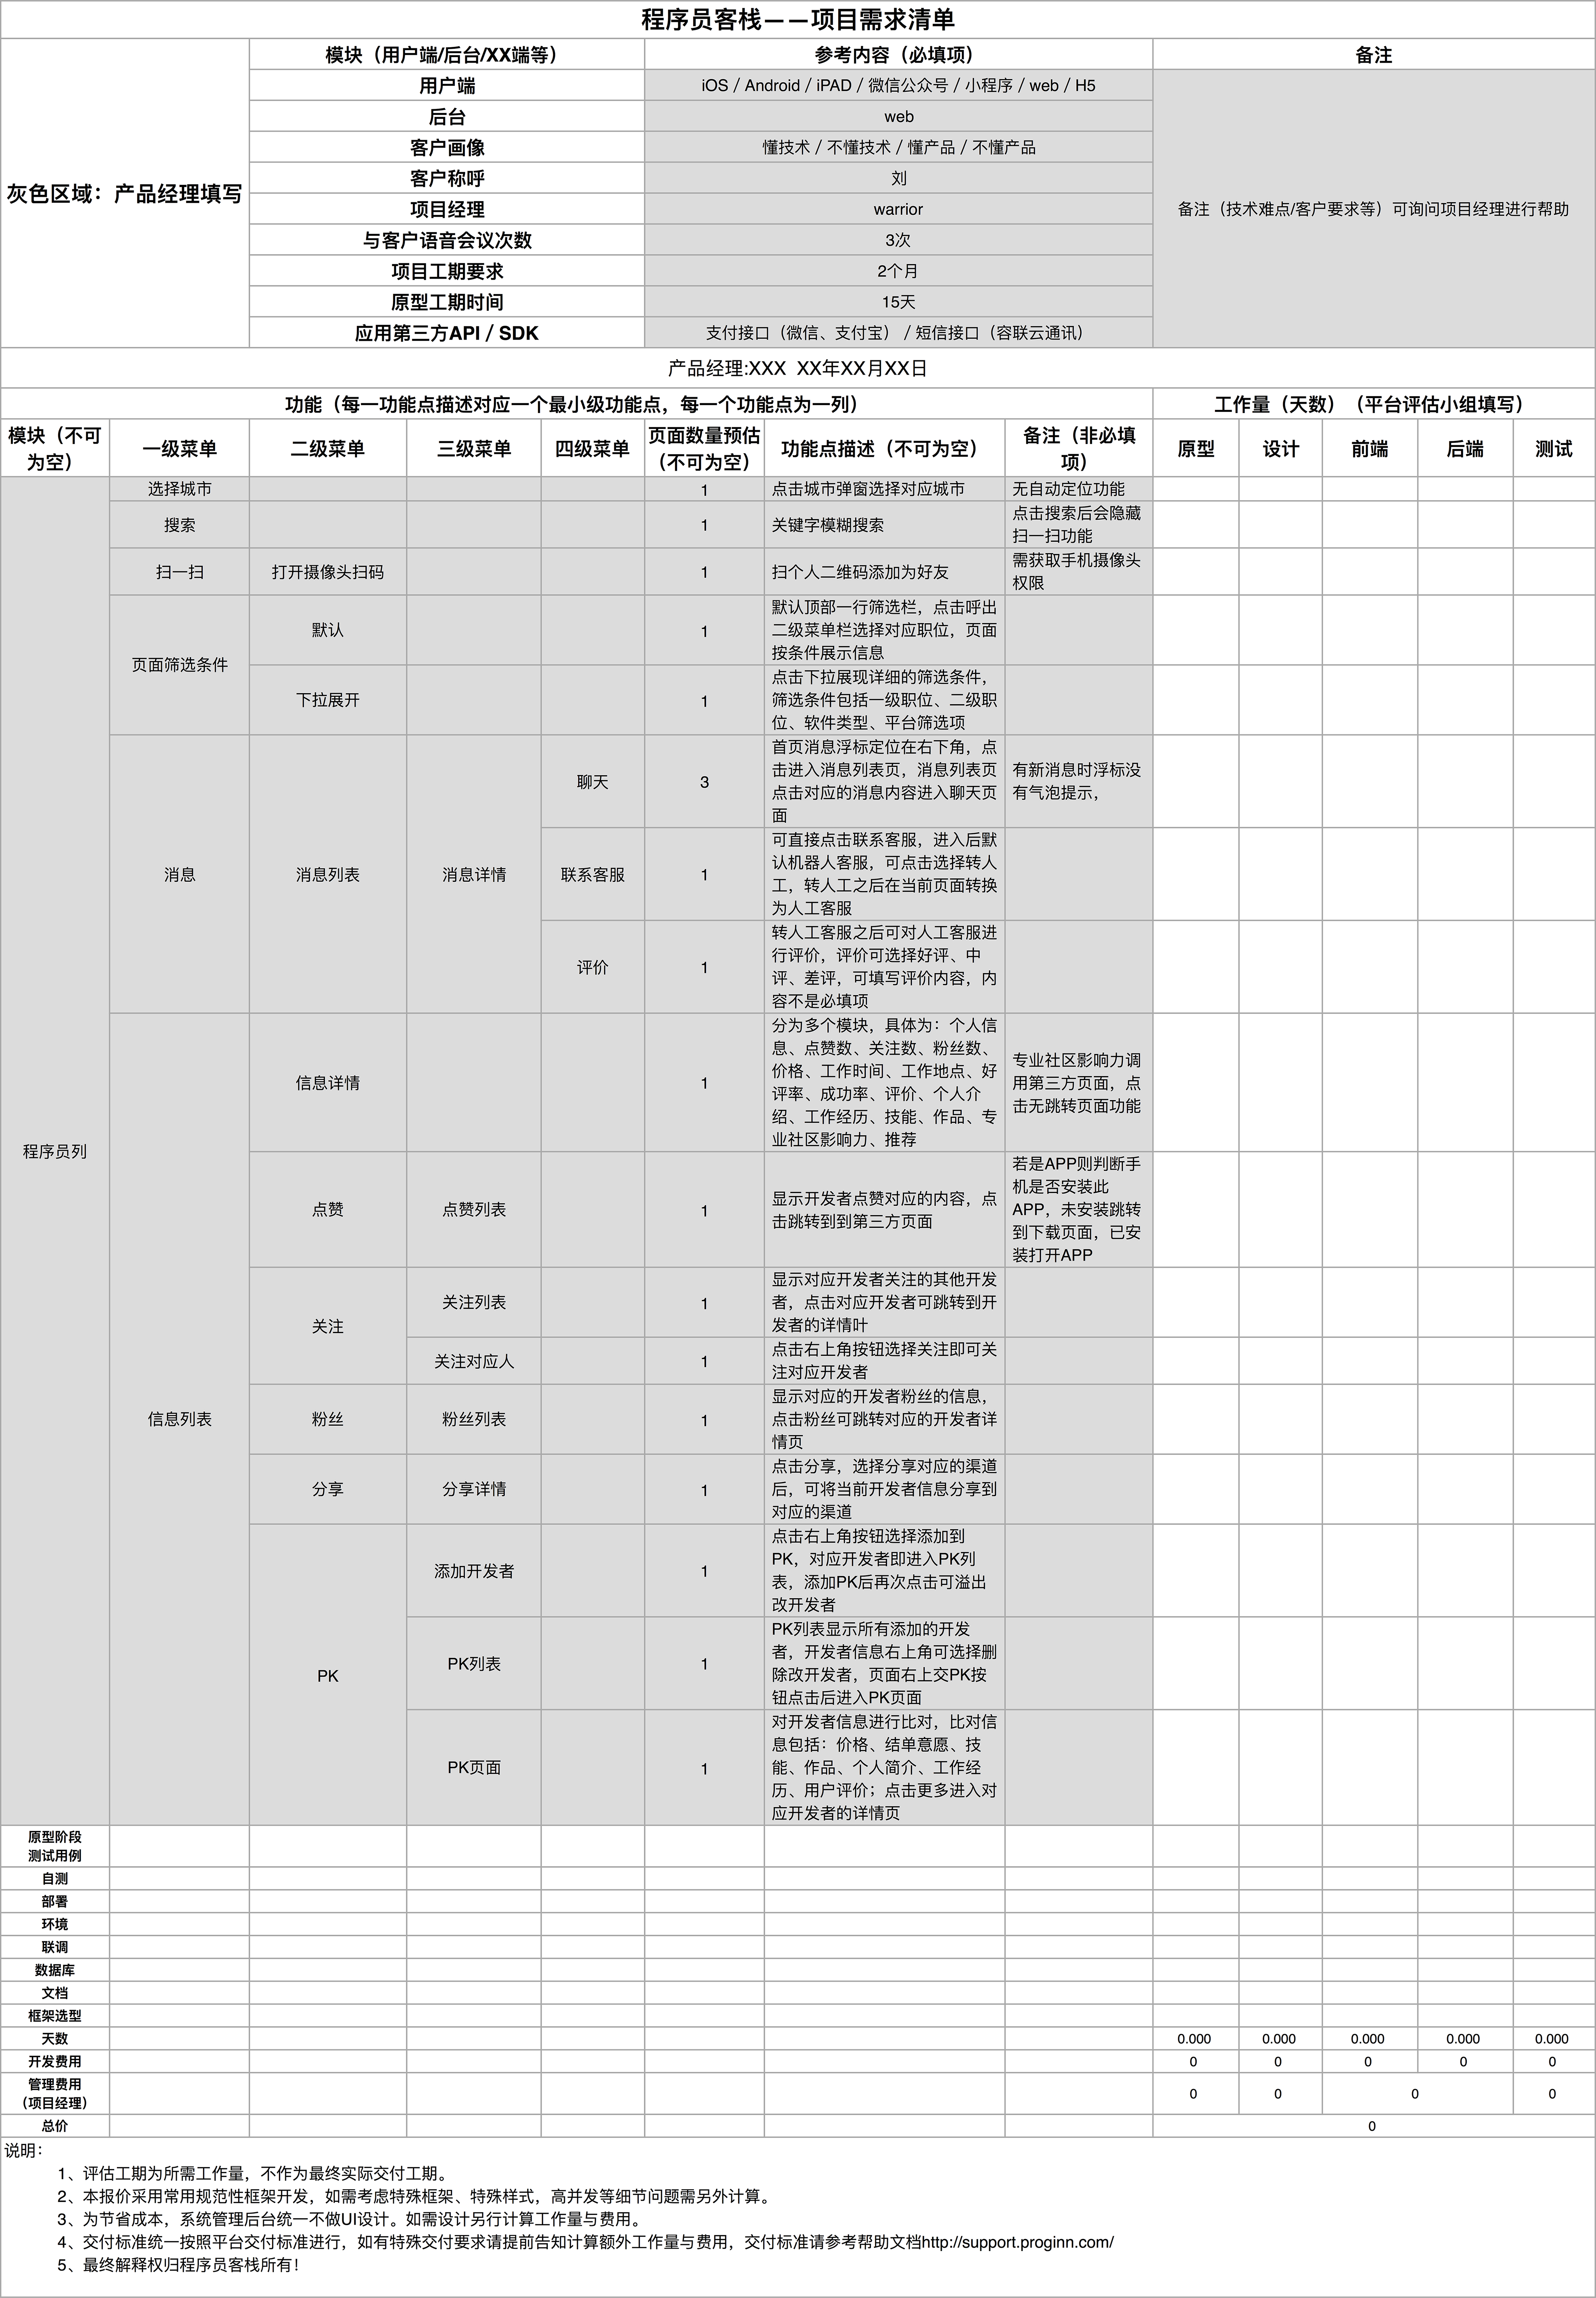 程序员客栈——项目需求清单
灰色区域：产品经理填写
模块（用户端/后台/XX端等）
参考内容（必填项）
备注
用户端
iOS / Android / iPAD / 微信公众号 / 小程序 / web / H5
后台
web
客户画像
懂技术 / 不懂技术 / 懂产品 / 不懂产品
客户称呼
刘
项目经理
warrior
与客户语音会议次数
3次
项目工期要求
2个月
原型工期时间
15天
应用第三方API / SDK
支付接口（微信、支付宝） / 短信接口（容联云通讯）
备注（技术难点/客户要求等）可询问项目经理进行帮助
产品经理:XXX XX年XX月XX日
功能（每一功能点描述对应一个最小级功能点，每一个功能点为一列）
工作量（天数）（平台评估小组填写）
模块（不可
为空）
一级菜单
二级菜单
三级菜单
四级菜单
页面数量预估
（不可为空）
功能点描述（不可为空）
备注（非必填
项）
原型
设计
前端
后端
测试
程序员列
选择城市
1
点击城市弹窗选择对应城市
无自动定位功能
搜索
1
关键字模糊搜索
点击搜索后会隐藏
扫一扫功能
扫一扫
打开摄像头扫码
1
扫个人二维码添加为好友
需获取手机摄像头
权限
页面筛选条件
默认
1
默认顶部一行筛选栏，点击呼出
二级菜单栏选择对应职位，页面
按条件展示信息
下拉展开
1
点击下拉展现详细的筛选条件，
筛选条件包括一级职位、二级职
位、软件类型、平台筛选项
消息
消息列表
消息详情
聊天
3
首页消息浮标定位在右下角，点
击进入消息列表页，消息列表页
点击对应的消息内容进入聊天页
面
有新消息时浮标没
有气泡提示，
联系客服
1
可直接点击联系客服，进入后默
认机器人客服，可点击选择转人
工，转人工之后在当前页面转换
为人工客服
评价
1
转人工客服之后可对人工客服进
行评价，评价可选择好评、中
评、差评，可填写评价内容，内
容不是必填项
信息列表
信息详情
1
分为多个模块，具体为：个人信
息、点赞数、关注数、粉丝数、
价格、工作时间、工作地点、好
评率、成功率、评价、个人介
绍、工作经历、技能、作品、专
业社区影响力、推荐
专业社区影响力调
用第三方页面，点
击无跳转页面功能
点赞
点赞列表
1
显示开发者点赞对应的内容，点
击跳转到到第三方页面
若是APP则判断手
机是否安装此
APP，未安装跳转
到下载页面，已安
装打开APP
关注
关注列表
1
显示对应开发者关注的其他开发
者，点击对应开发者可跳转到开
发者的详情叶
关注对应人
1
点击右上角按钮选择关注即可关
注对应开发者
粉丝
粉丝列表
1
显示对应的开发者粉丝的信息，
点击粉丝可跳转对应的开发者详
情页
分享
分享详情
1
点击分享，选择分享对应的渠道
后，可将当前开发者信息分享到
对应的渠道
PK
添加开发者
1
点击右上角按钮选择添加到
PK，对应开发者即进入PK列
表，添加PK后再次点击可溢出
改开发者
PK列表
1
PK列表显示所有添加的开发
者，开发者信息右上角可选择删
除改开发者，页面右上交PK按
钮点击后进入PK页面
PK页面
1
对开发者信息进行比对，比对信
息包括：价格、结单意愿、技
能、作品、个人简介、工作经
历、用户评价；点击更多进入对
应开发者的详情页
原型阶段
测试用例
自测
部署
环境
联调
数据库
文档
框架选型
天数
0.000
0.000
0.000
0.000
0.000
开发费用
0
0
0
0
0
管理费用
（项目经理）
0
0
0
0
总价
0
说明：
1、评估工期为所需工作量，不作为最终实际交付工期。
2、本报价采用常用规范性框架开发，如需考虑特殊框架、特殊样式，高并发等细节问题需另外计算。
3、为节省成本，系统管理后台统一不做UI设计。如需设计另行计算工作量与费用。
4、交付标准统一按照平台交付标准进行，如有特殊交付要求请提前告知计算额外工作量与费用，交付标准请参考帮助文档http://support.proginn.com/
5、最终解释权归程序员客栈所有！